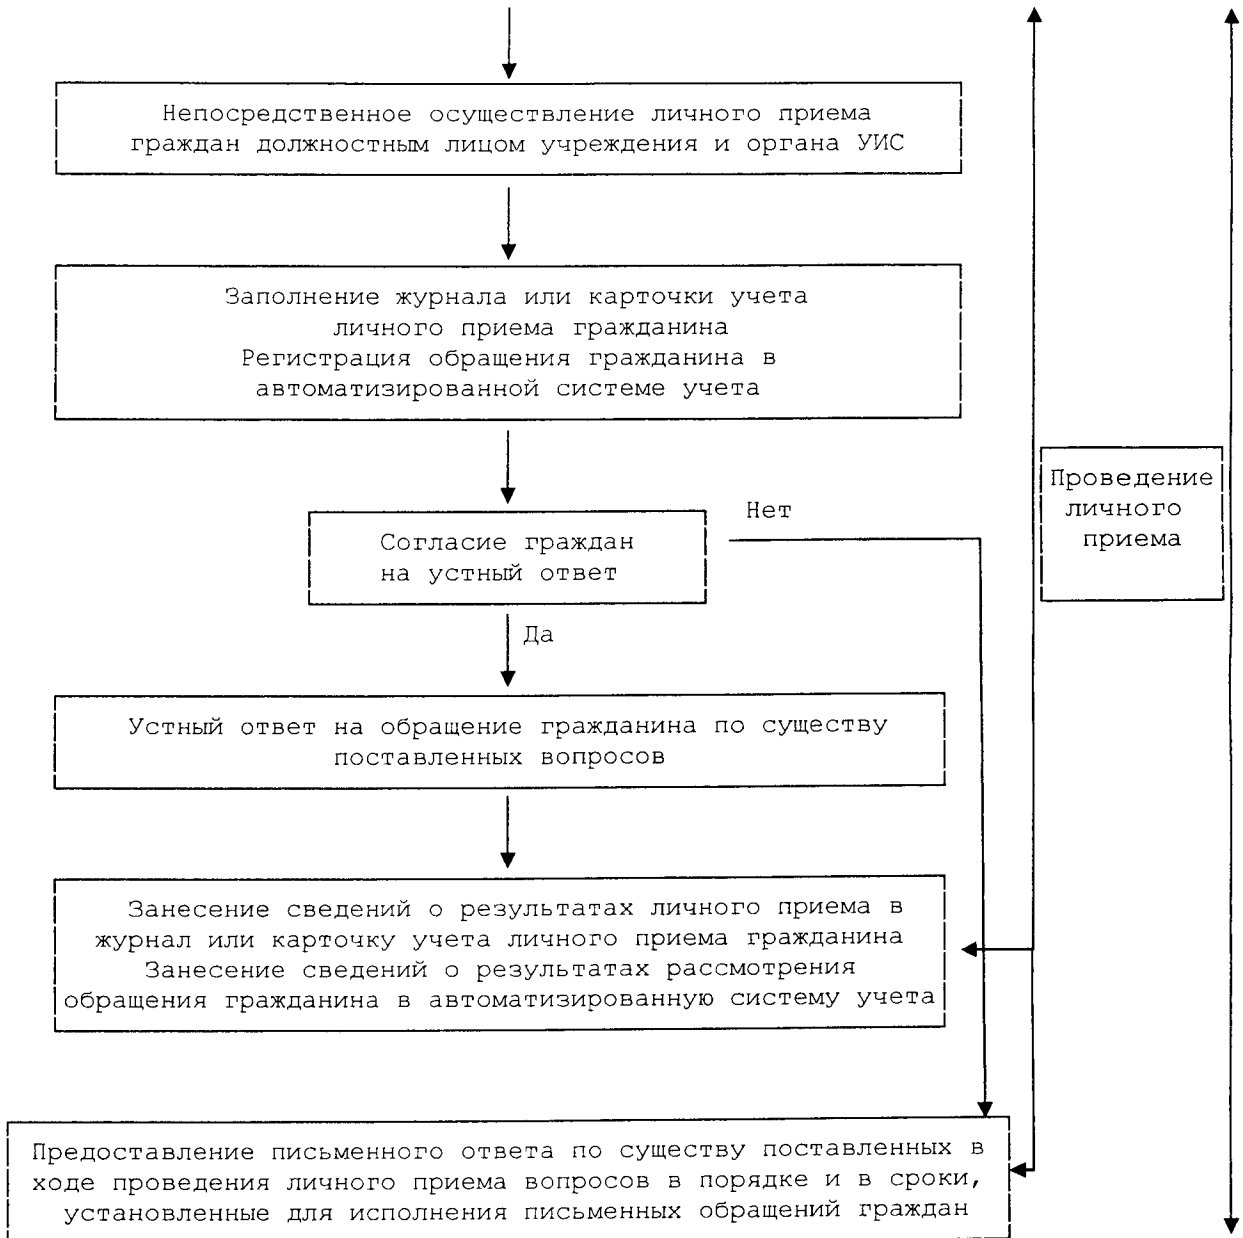 Непосредственное осуществление личного приема
граждан должностным лицом учреждения и органа УИС
Заполнение журнала или карточки учета
личного приема гражданина
Регистрация обращения гражданина в
автоматизированной системе учета
Проведение
личного
приема
Нет
Согласие граждан
на устный ответ
Да
Устный ответ на обращение гражданина по существу
поставленных вопросов
Занесение сведений о результатах личного приема в
журнал или карточку учета личного приема гражданина
Занесение сведений о результатах рассмотрения
обращения гражданина в автоматизированную систему учета
Предоставление письменного ответа по существу поставленных в
ходе проведения личного приема вопросов в порядке и в сроки,
установленные для исполнения письменных обращений граждан